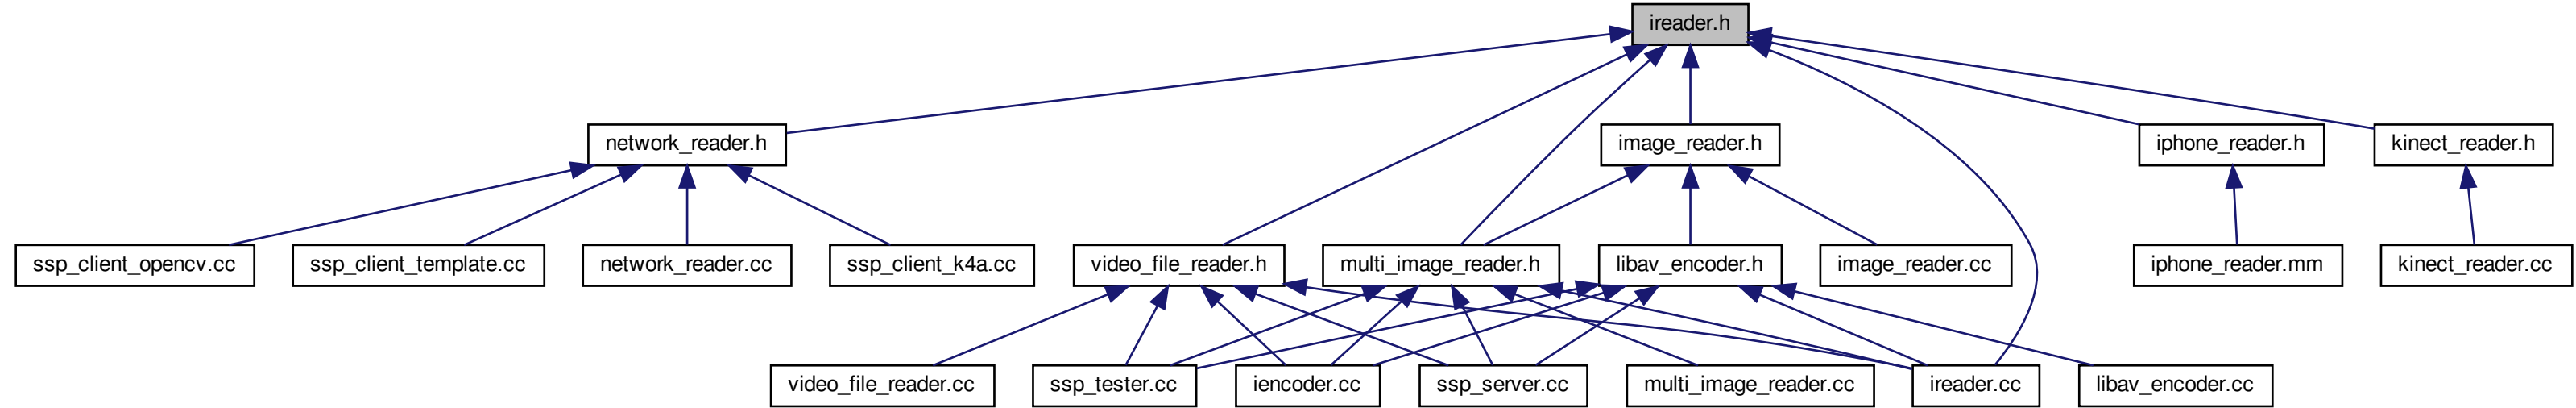 ireader.h
network_reader.h
image_reader.h
iphone_reader.h
kinect_reader.h
ssp_client_opencv.cc
ssp_client_template.cc
network_reader.cc
ssp_client_k4a.cc
video_file_reader.h
multi_image_reader.h
libav_encoder.h
image_reader.cc
iphone_reader.mm
kinect_reader.cc
video_file_reader.cc
ssp_tester.cc
iencoder.cc
ssp_server.cc
multi_image_reader.cc
ireader.cc
libav_encoder.cc